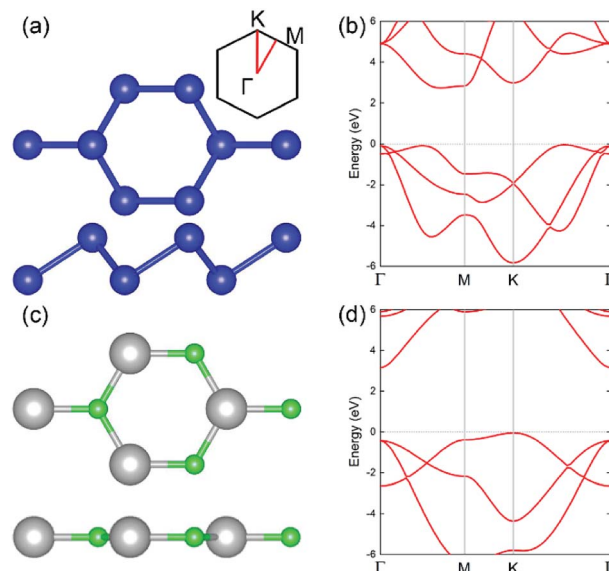 (a)
K
M
Γ
(b)
Energy (eV)
6
4
2
0
-2
-4
-6
Γ M K Γ
(c)
(d)
Energy (eV)
6
4
2
0
-2
-4
-6
Γ M K Γ